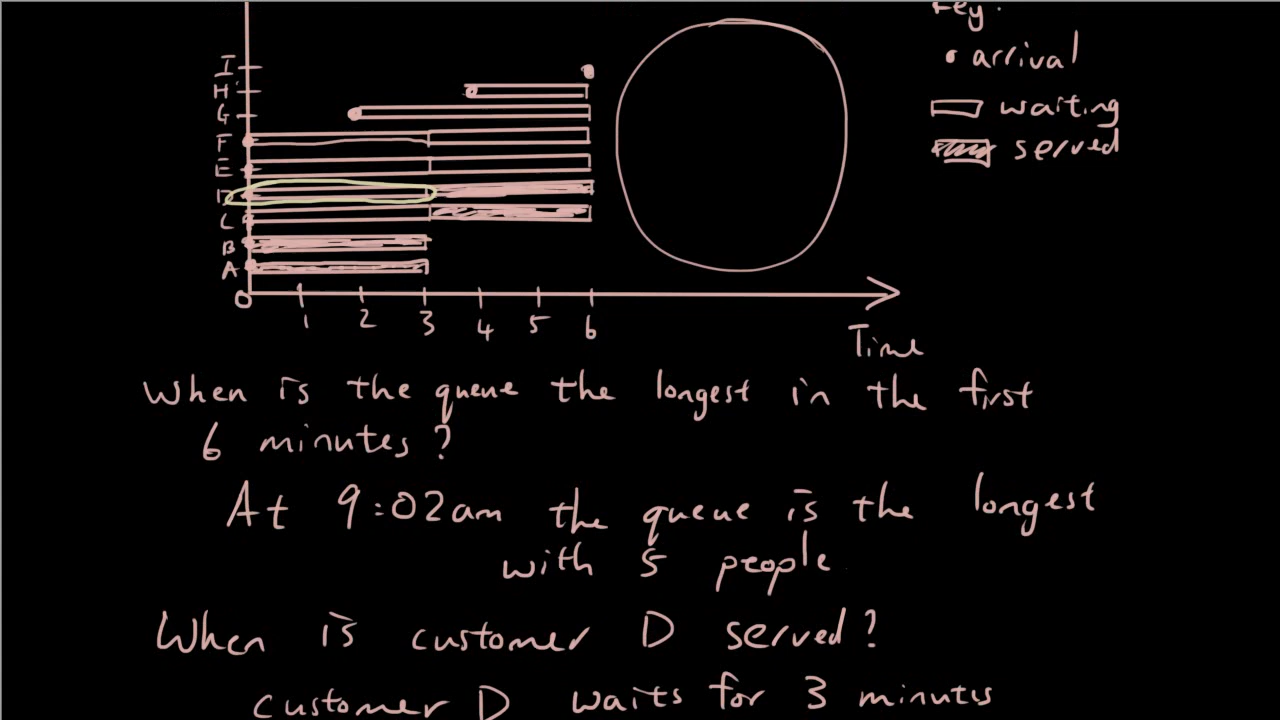 Key:
• arrival
waiting
served
I
H
G
F
E
D
C
B
A
0
1 2 3 4 5 6
Time
When is the queue the longest in the first
6 minutes?
At 9:02am the queue is the longest
with 5 people
When is customer D served?
customer D waits for 3 minutes